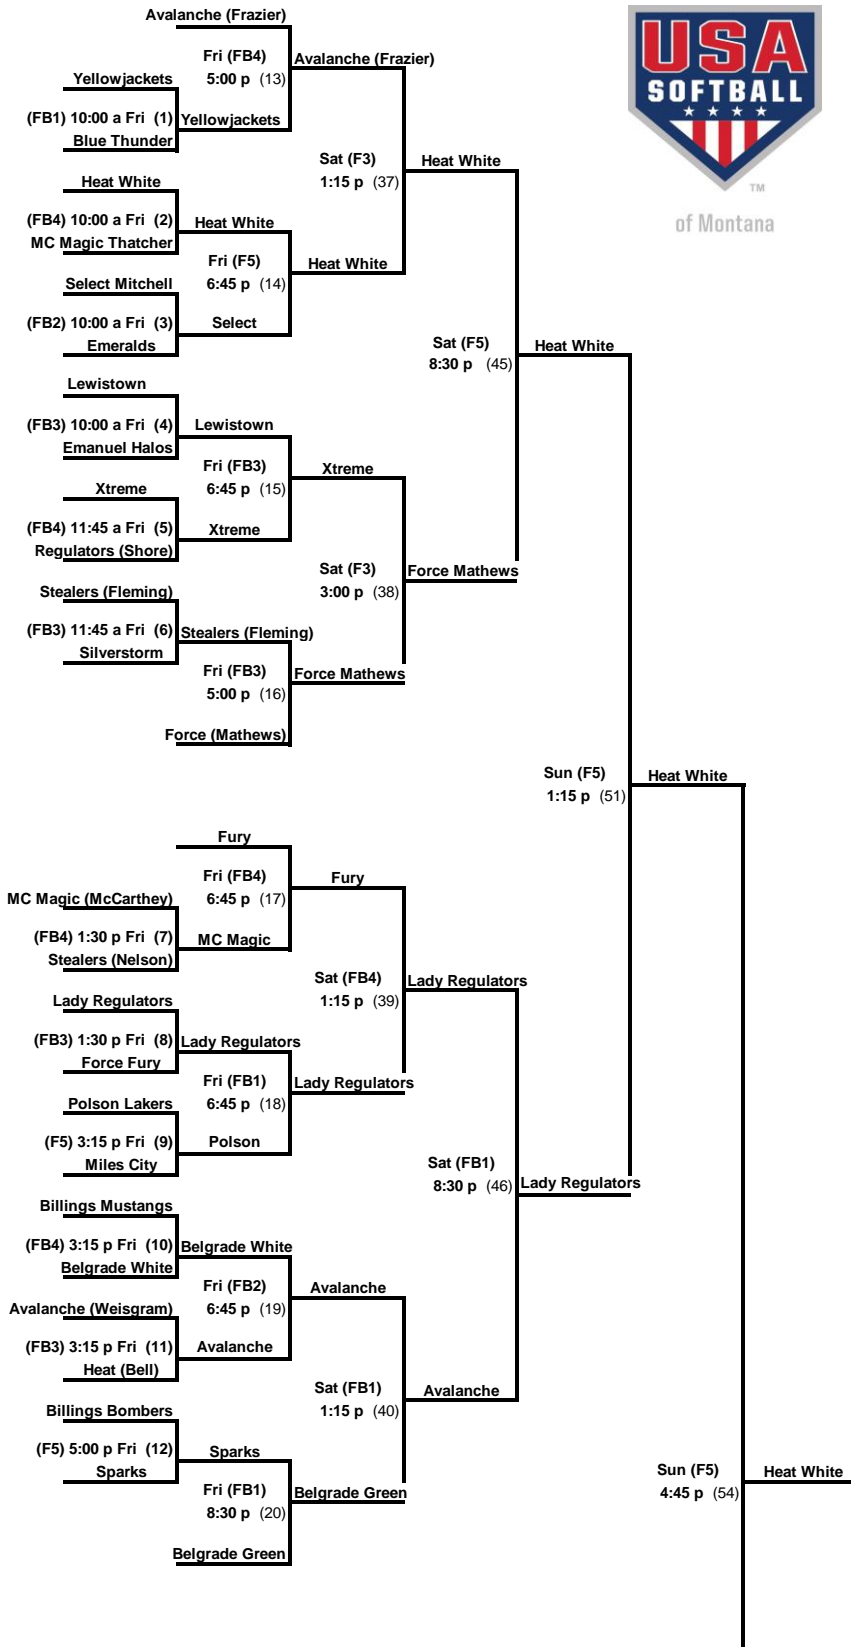 Avalanche (Frazier)
USA
SOFTBALL
TM
of Montana
Fri (FB4)
Avalanche (Frazier)
5:00 p (13)
Yellowjackets
(FB1) 10:00 a Fri (1)
Yellowjackets
Blue Thunder
Sat (F3)
Heat White
1:15 p (37)
Heat White
(FB4) 10:00 a Fri (2)
Heat White
MC Magic Thatcher
Fri (F5)
Heat White
6:45 p (14)
Select Mitchell
(FB2) 10:00 a Fri (3)
Select
Emeralds
Sat (F5)
Heat White
8:30 p (45)
Lewistown
(FB3) 10:00 a Fri (4)
Lewistown
Emanuel Halos
Fri (FB3)
Xtreme
6:45 p (15)
Xtreme
(FB4) 11:45 a Fri (5)
Xtreme
Regulators (Shore)
Sat (F3)
Force Mathews
3:00 p (38)
Stealers (Fleming)
(FB3) 11:45 a Fri (6)
Stealers (Fleming)
Silverstorm
Fri (FB3)
Force Mathews
5:00 p (16)
Force (Mathews)
Sun (F5)
Heat White
1:15 p (51)
Fury
Fri (FB4)
Fury
6:45 p (17)
MC Magic (McCarthey)
(FB4) 1:30 p Fri (7)
MC Magic
Stealers (Nelson)
Sat (FB4)
Lady Regulators
1:15 p (39)
Lady Regulators
(FB3) 1:30 p Fri (8)
Lady Regulators
Force Fury
Fri (FB1)
Lady Regulators
6:45 p (18)
Polson Lakers
(F5) 3:15 p Fri (9)
Polson
Miles City
Sat (FB1)
Lady Regulators
8:30 p (46)
Billings Mustangs
(FB4) 3:15 p Fri (10)
Belgrade White
Belgrade White
Fri (FB2)
Avalanche
6:45 p (19)
Avalanche (Weisgram)
(FB3) 3:15 p Fri (11)
Avalanche
Heat (Bell)
Sat (FB1)
Avalanche
1:15 p (40)
Billings Bombers
(F5) 5:00 p Fri (12)
Sparks
Sparks
Sun (F5)
Heat White
4:45 p (54)
Fri (FB1)
Belgrade Green
8:30 p (20)
Belgrade Green